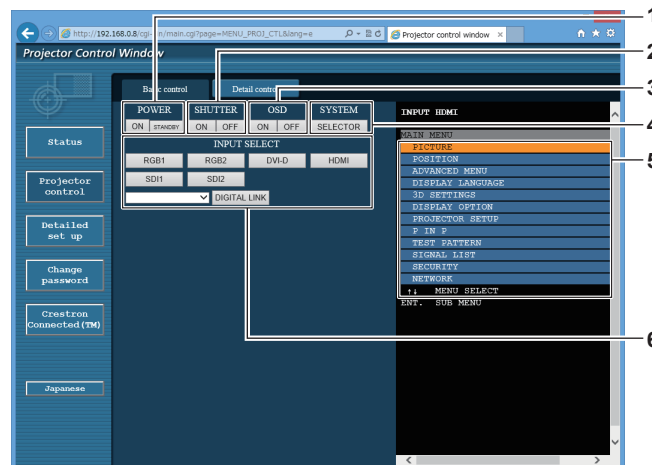 http://192.168.0.8/cgi-bin/main.cgi?page=MENU_PROJ_CTL&lang=e
Projector control window
Projector Control Window
Basic control
Detail control
POWER
SHUTTER
OSD
SYSTEM
ON STANDBY
ON OFF
ON OFF
SELECTOR
INPUT SELECT
RGB1 RGB2 DVI-D HDMI
SDI1 SDI2
DIGITAL LINK
Status
Projector
control
Detailed
set up
Change
password
Crestron
Connected(TM)
Japanese
INPUT HDMI
MAIN MENU
PICTURE
POSITION
ADVANCED MENU
DISPLAY LANGUAGE
3D SETTINGS
DISPLAY OPTION
PROJECTOR SETUP
P IN P
TEST PATTERN
SIGNAL LIST
SECURITY
NETWORK
↑↓ MENU SELECT
ENT. SUB MENU
1
2
3
4
5
6